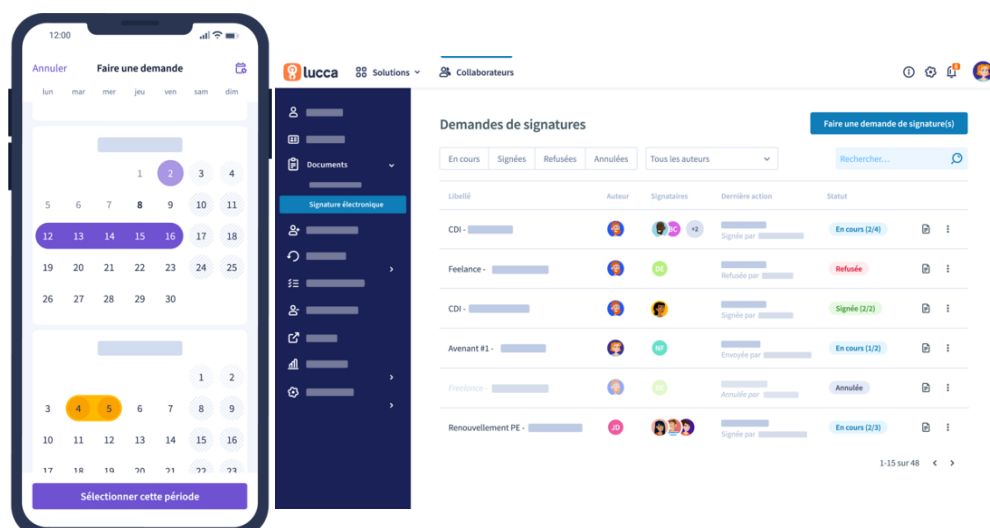 12:00
Annuler Faire une demande
lun mar mer jeu ven sam dim
1 2 3 4
5 6 7 8 9 10 11
12 13 14 15 16 17 18
19 20 21 22 23 24 25
26 27 28 29 30
1 2
3 4 5 6 7 8 9
10 11 12 13 14 15 16
17 18 19 20 21 22 23
Sélectionner cette période
lucca Solutions Collaborateurs
6
Documents
Signature électronique
Demandes de signatures Faire une demande de signature(s)
En cours Signées Refusées Annulées Tous les auteurs Rechercher...
Libellé Auteur Signataires Dernière action Statut
CDI - +2 Signée par En cours (2/4)
Feelance - DE Refusée par Refusée
CDI - Signée par Signée (2/2)
Avenant #1 - NF Envoyée par En cours (1/2)
Freelance - DE Annulée par Annulée
Renouvellement PE - JD Signée par En cours (2/3)
1-15 sur 48